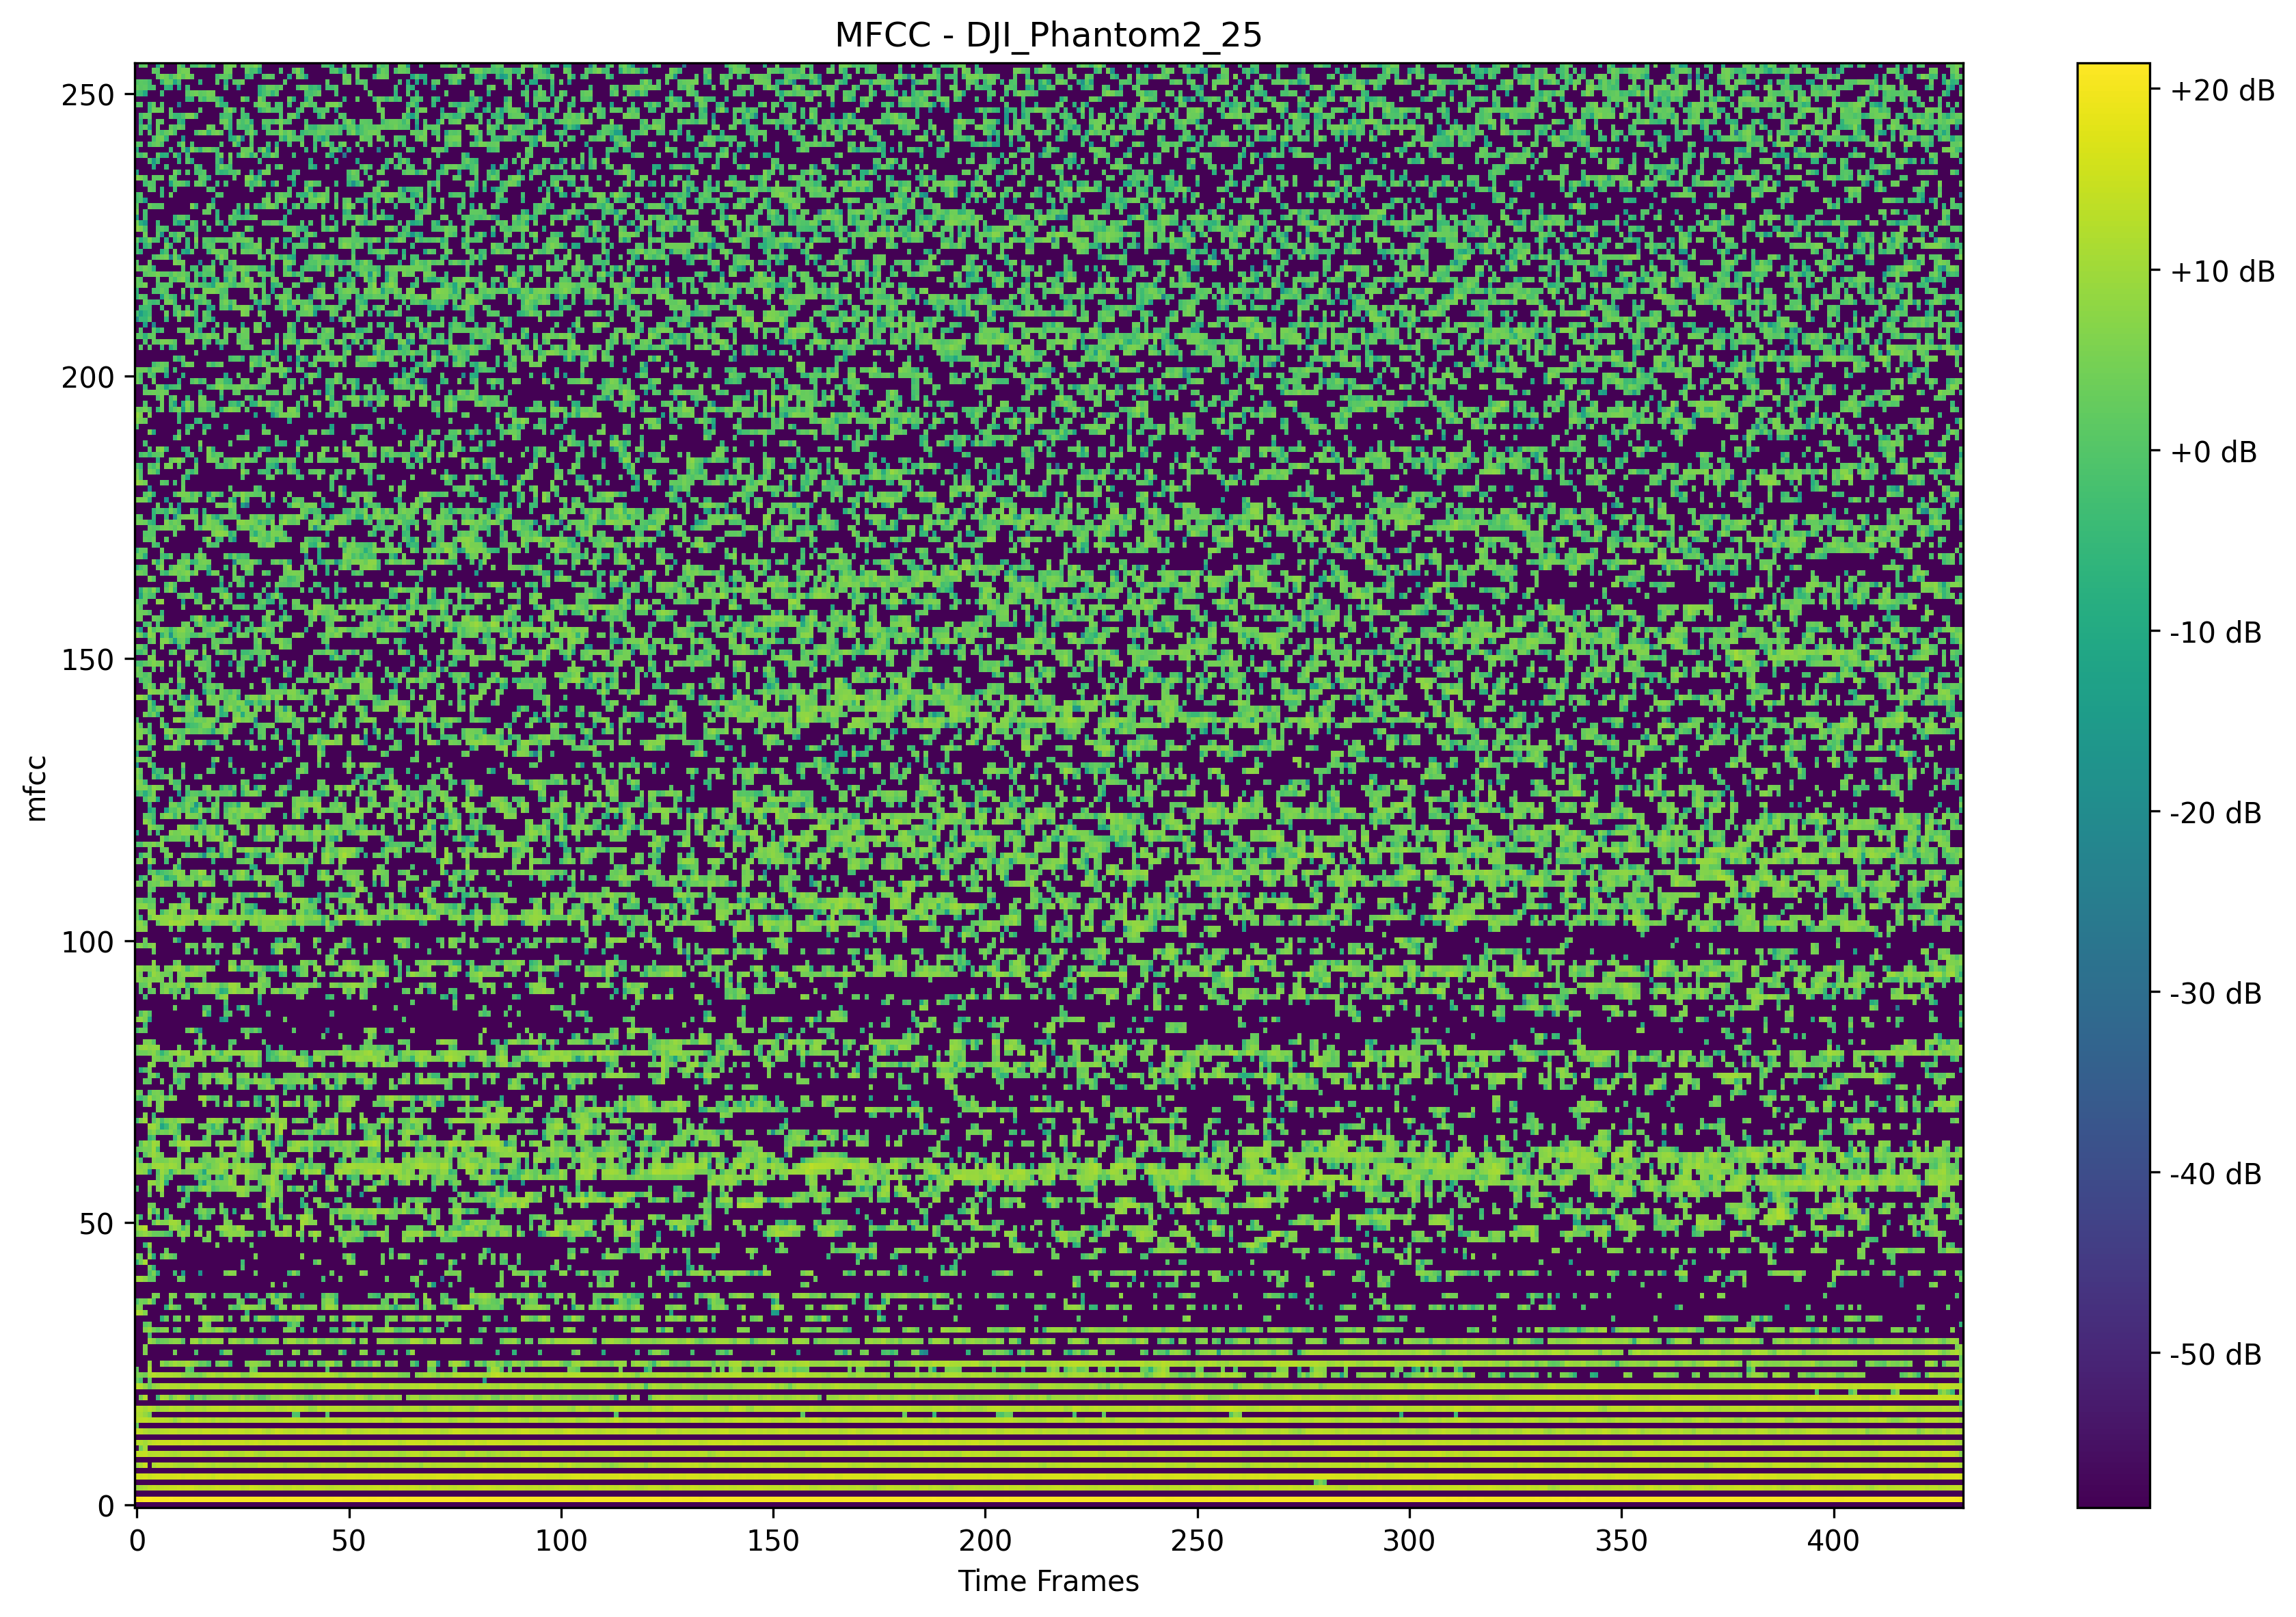 MFCC - DJI_Phantom2_25
250
200
150
100
50
0
mfcc
0 50 100 150 200 250 300 350 400
Time Frames
+20 dB
+10 dB
+0 dB
-10 dB
-20 dB
-30 dB
-40 dB
-50 dB